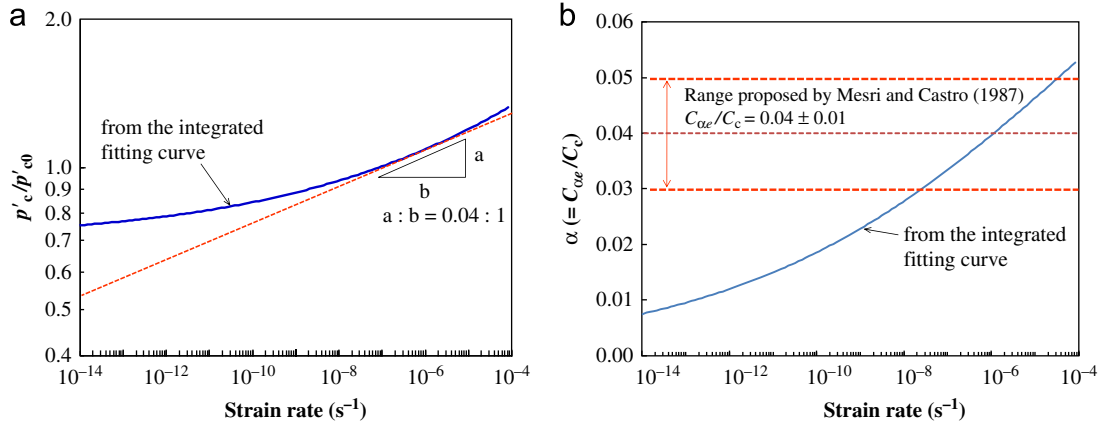 a
2.0
1.0
0.9
0.8
0.7
0.6
0.5
0.4
p'c/p'c0
from the integrated
fitting curve
a
b
a : b = 0.04 : 1
10⁻¹⁴ 10⁻¹² 10⁻¹⁰ 10⁻⁸ 10⁻⁶ 10⁻⁴
Strain rate (s⁻¹)
b
0.06
0.05
0.04
0.03
0.02
0.01
0.00
α (= Cαe/Cc)
Range proposed by Mesri and Castro (1987)
Cαe/Cc = 0.04 ± 0.01
from the integrated
fitting curve
10⁻¹⁴ 10⁻¹² 10⁻¹⁰ 10⁻⁸ 10⁻⁶ 10⁻⁴
Strain rate (s⁻¹)